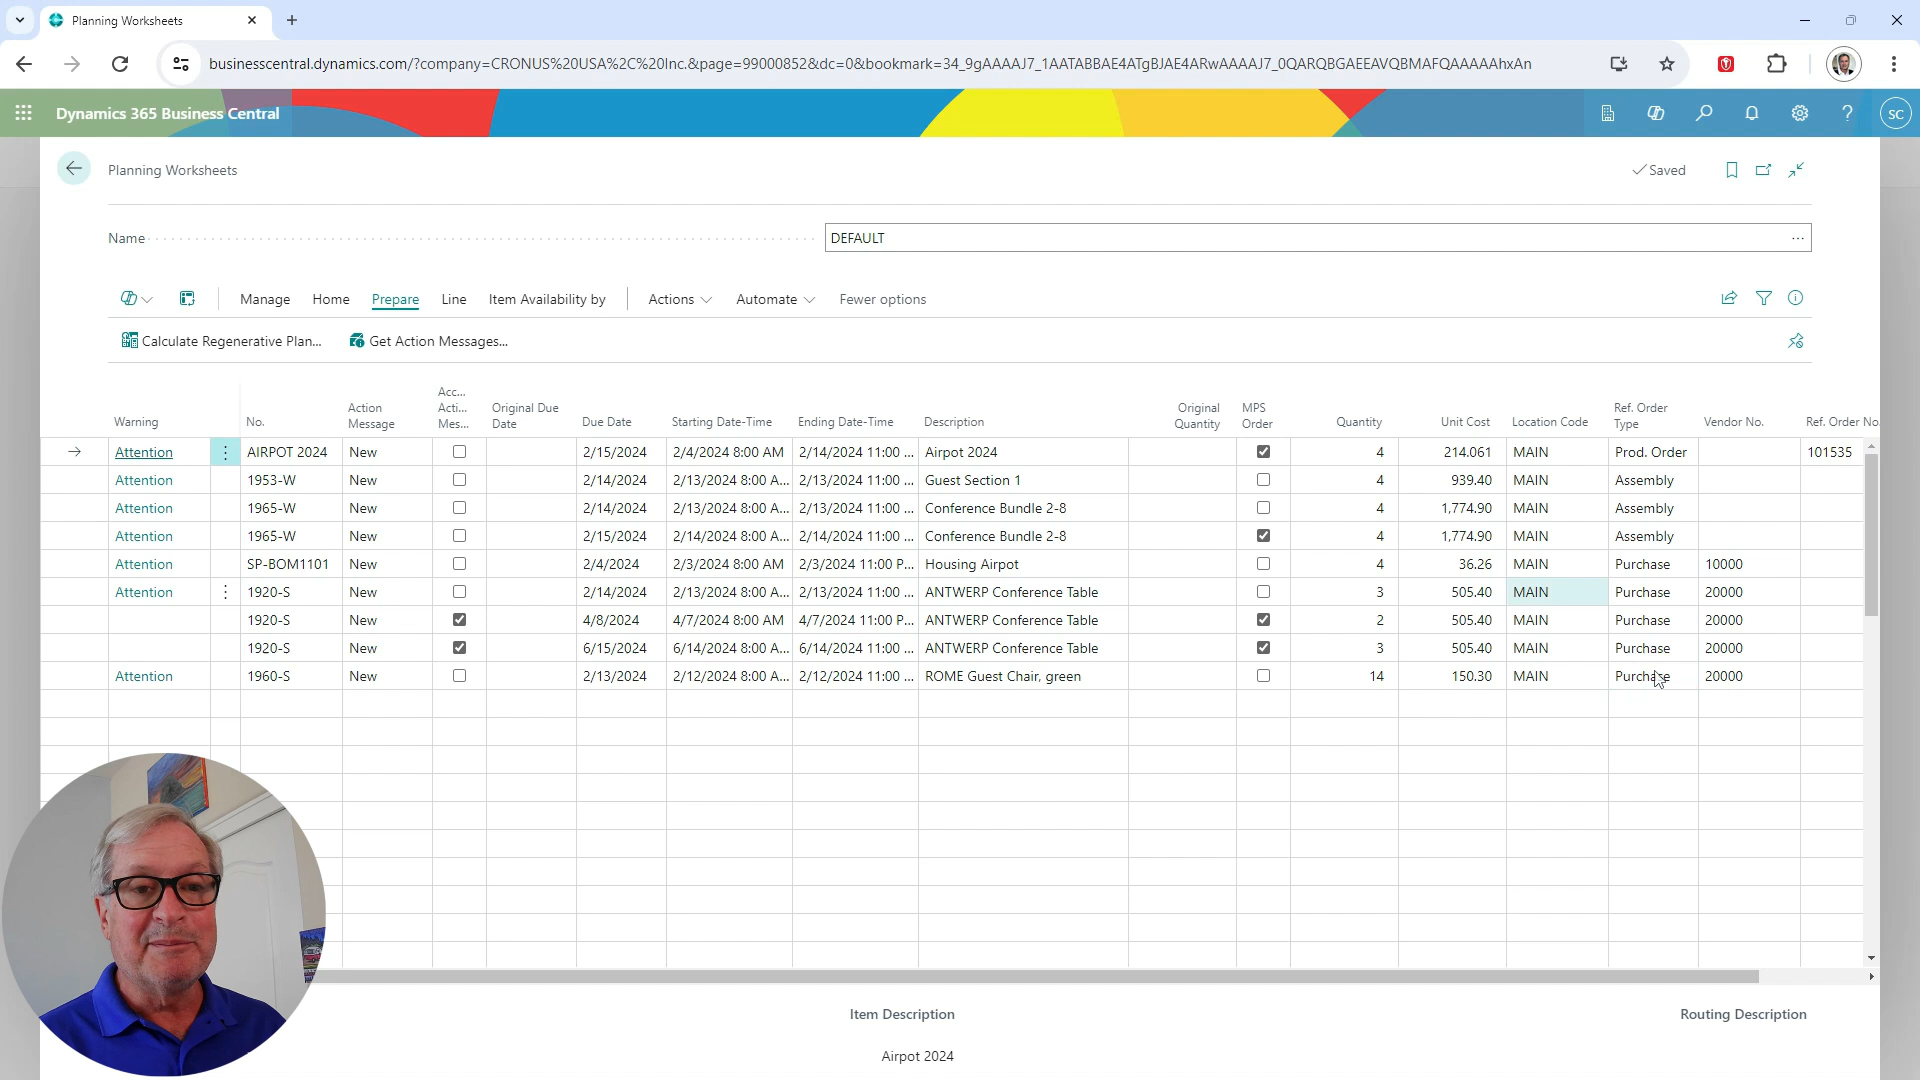 Planning Worksheets
businesscentral.dynamics.com/?company=CRONUS%20USA%2C%20Inc.&page=99000852&dc=0&bookmark=34_9gAAAAJ7_1AATABBAE4ATgBJAE4ARwAAAAJ7_0QARQBGAEEAVQBMAFQAAAAAhxAn
Dynamics 365 Business Central
SC
Planning Worksheets
Saved
Name
DEFAULT
Manage Home Prepare Line Item Availability by Actions Automate Fewer options
Calculate Regenerative Plan... Get Action Messages...
Warning No. Action Message Acc... Acti... Mes... Original Due Date Due Date Starting Date-Time Ending Date-Time Description Original Quantity MPS Order Quantity Unit Cost Location Code Ref. Order Type Vendor No. Ref. Order No
Attention AIRPOT 2024 New 2/15/2024 2/4/2024 8:00 AM 2/14/2024 11:00 ... Airpot 2024 4 214.061 MAIN Prod. Order 101535
Attention 1953-W New 2/14/2024 2/13/2024 8:00 A... 2/13/2024 11:00 ... Guest Section 1 4 939.40 MAIN Assembly
Attention 1965-W New 2/14/2024 2/13/2024 8:00 A... 2/13/2024 11:00 ... Conference Bundle 2-8 4 1,774.90 MAIN Assembly
Attention 1965-W New 2/15/2024 2/14/2024 8:00 A... 2/14/2024 11:00 ... Conference Bundle 2-8 4 1,774.90 MAIN Assembly
Attention SP-BOM1101 New 2/4/2024 2/3/2024 8:00 AM 2/3/2024 11:00 P... Housing Airpot 4 36.26 MAIN Purchase 10000
Attention 1920-S New 2/14/2024 2/13/2024 8:00 A... 2/13/2024 11:00 ... ANTWERP Conference Table 3 505.40 MAIN Purchase 20000
1920-S New 4/8/2024 4/7/2024 8:00 AM 4/7/2024 11:00 P... ANTWERP Conference Table 2 505.40 MAIN Purchase 20000
1920-S New 6/15/2024 6/14/2024 8:00 A... 6/14/2024 11:00 ... ANTWERP Conference Table 3 505.40 MAIN Purchase 20000
Attention 1960-S New 2/13/2024 2/12/2024 8:00 A... 2/12/2024 11:00 ... ROME Guest Chair, green 14 150.30 MAIN Purchase 20000
Item Description Routing Description
Airpot 2024